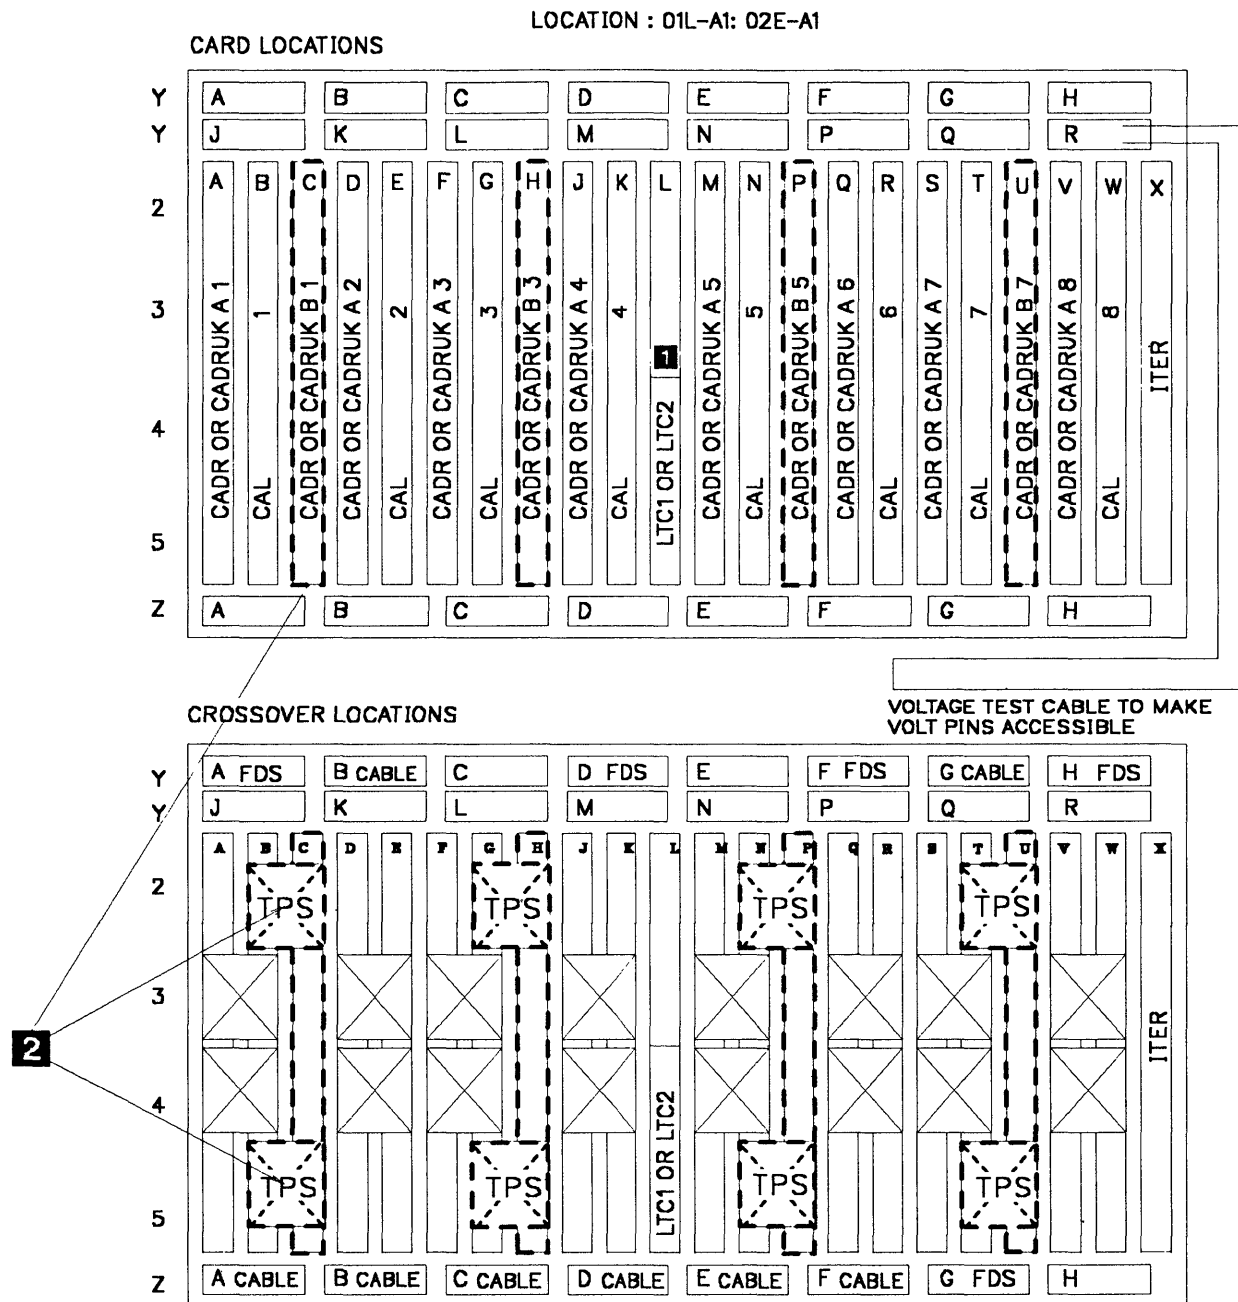 LOCATION : 01L-A1: 02E-A1
CARD LOCATIONS
Y A B C D E F G H
Y J K L M N P Q R
A B C D E F G H J K L M N P Q R S T U V W X
2
3
4
5
CADR OR CADRUK A 1
CAL 1
CADR OR CADRUK B 1
CADR OR CADRUK A 2
CAL 2
CADR OR CADRUK A 3
CAL 3
CADR OR CADRUK B 3
CADR OR CADRUK A 4
CAL 4
1
LTC1 OR LTC2
CADR OR CADRUK A 5
CAL 5
CADR OR CADRUK B 5
CADR OR CADRUK A 6
CAL 6
CADR OR CADRUK A 7
CAL 7
CADR OR CADRUK B 7
CADR OR CADRUK A 8
CAL 8
ITER
Z A B C D E F G H
VOLTAGE TEST CABLE TO MAKE
VOLT PINS ACCESSIBLE
CROSSOVER LOCATIONS
Y A FDS B CABLE C D FDS E F FDS G CABLE H FDS
Y J K L M N P Q R
A B C D E F G H J K L M N P Q R S T U V W X
2 TPS TPS TPS TPS
3
2
4
LTC1 OR LTC2
ITER
TPS TPS TPS TPS
5
Z A CABLE B CABLE C CABLE D CABLE E CABLE F CABLE G FDS H